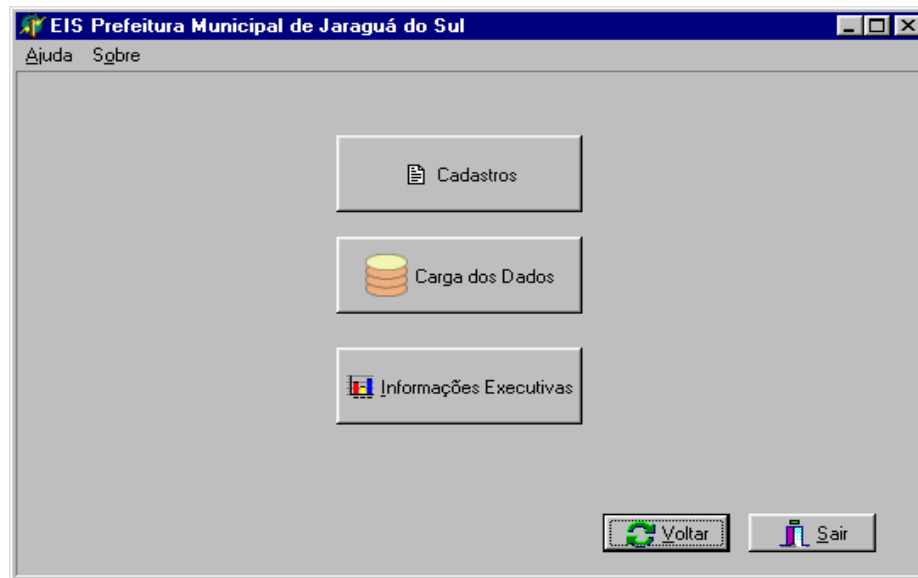 EIS Prefeitura Municipal de Jaraguá do Sul
Ajuda Sobre
Cadastros
Carga dos Dados
Informações Executivas
Voltar Sair